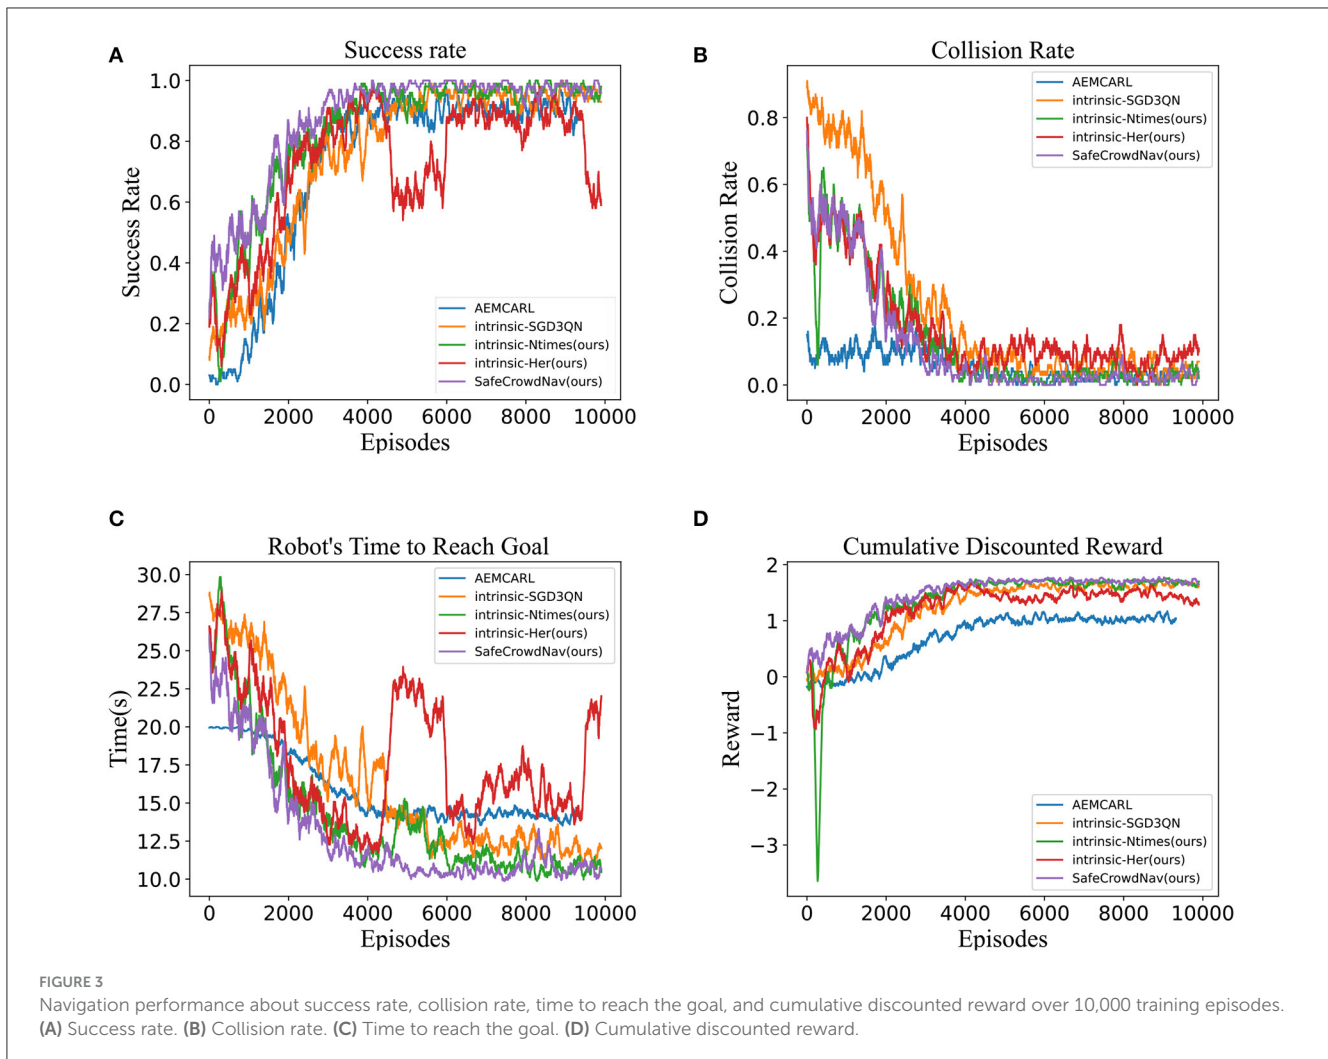 A
Success rate
Success Rate
1.0
0.8
0.6
0.4
0.2
0.0
AEMCARL
intrinsic-SGD3QN
intrinsic-Ntimes(ours)
intrinsic-Her(ours)
SafeCrowdNav(ours)
0 2000 4000 6000 8000 10000
Episodes
B
Collision Rate
Collision Rate
0.8
0.6
0.4
0.2
0.0
AEMCARL
intrinsic-SGD3QN
intrinsic-Ntimes(ours)
intrinsic-Her(ours)
SafeCrowdNav(ours)
0 2000 4000 6000 8000 10000
Episodes
C
Robot's Time to Reach Goal
Time(s)
30.0
27.5
25.0
22.5
20.0
17.5
15.0
12.5
10.0
AEMCARL
intrinsic-SGD3QN
intrinsic-Ntimes(ours)
intrinsic-Her(ours)
SafeCrowdNav(ours)
0 2000 4000 6000 8000 10000
Episodes
D
Cumulative Discounted Reward
Reward
2
1
0
−1
−2
−3
AEMCARL
intrinsic-SGD3QN
intrinsic-Ntimes(ours)
intrinsic-Her(ours)
SafeCrowdNav(ours)
0 2000 4000 6000 8000 10000
Episodes
FIGURE 3
Navigation performance about success rate, collision rate, time to reach the goal, and cumulative discounted reward over 10,000 training episodes.
(A) Success rate. (B) Collision rate. (C) Time to reach the goal. (D) Cumulative discounted reward.